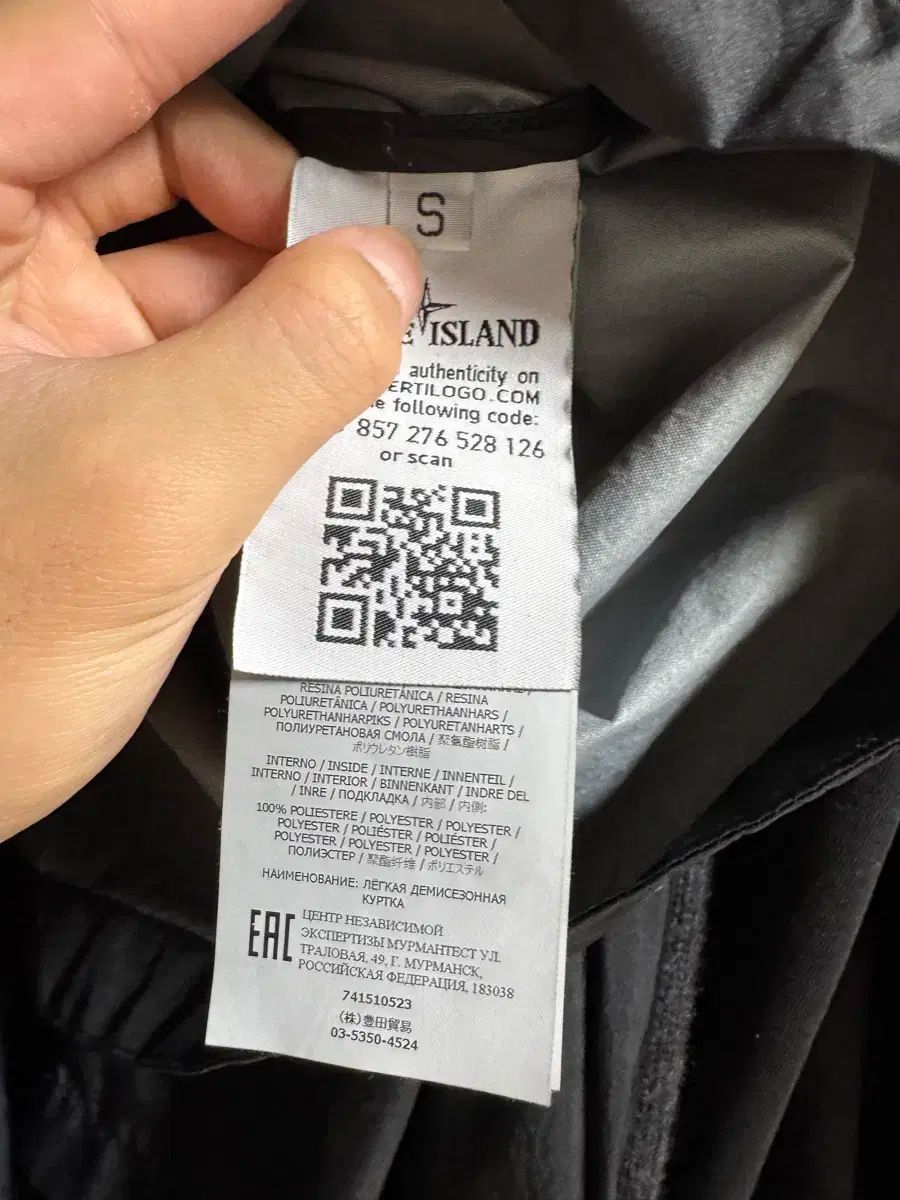 S
ISLAND
authenticity on
ERTILOGO.COM
following code:
857 276 528 126
or scan
RESINA POLIURETÁNICA / RESINA
POLIURETÂNICA / POLYURETHAANHARS /
POLYURETHANHARPIKS / POLYURETANHARTS /
ПОЛИУРЕТАНОВАЯ СМОЛА / 聚氨酯树脂 /
ポリウレタン樹脂
INTERNO / INSIDE / INTERNE / INNENTEIL /
INTERNO / INTERIOR / BINNENKANT / INDRE DEL
/ INRE / ПОДКЛАДКА / 内部 / 内側:
100% POLIESTERE / POLYESTER / POLYESTER /
POLYESTER / POLIÉSTER / POLIÉSTER /
POLYESTER / POLYESTER / POLYESTER /
ПОЛИЭСТЕР / 聚酯纤维 / ポリエステル
НАИМЕНОВАНИЕ: ЛЁГКАЯ ДЕМИСЕЗОННАЯ
КУРТКА
EAC
ЦЕНТР НЕЗАВИСИМОЙ
ЭКСПЕРТИЗЫ МУРМАНТЕСТ УЛ.
ТРАЛОВАЯ, 49, Г. МУРМАНСК,
РОССИЙСКАЯ ФЕДЕРАЦИЯ, 183038
741510523
(株)豊田貿易
03-5350-4524